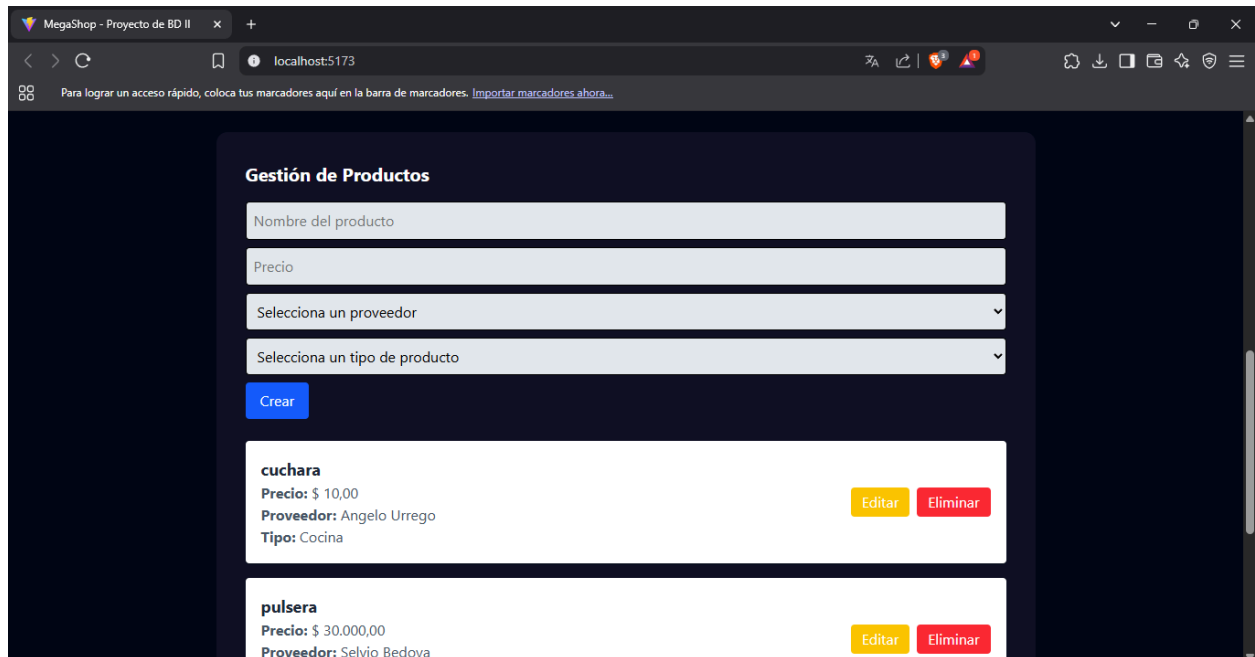 MegaShop - Proyecto de BD II
localhost:5173
Para lograr un acceso rápido, coloca tus marcadores aquí en la barra de marcadores. Importar marcadores ahora...
Gestión de Productos
Nombre del producto
Precio
Selecciona un proveedor
Selecciona un tipo de producto
Crear
cuchara
Precio: $ 10,00
Proveedor: Angelo Urrego
Tipo: Cocina
Editar Eliminar
pulsera
Precio: $ 30.000,00
Proveedor: Selvio Bedoya
Editar Eliminar